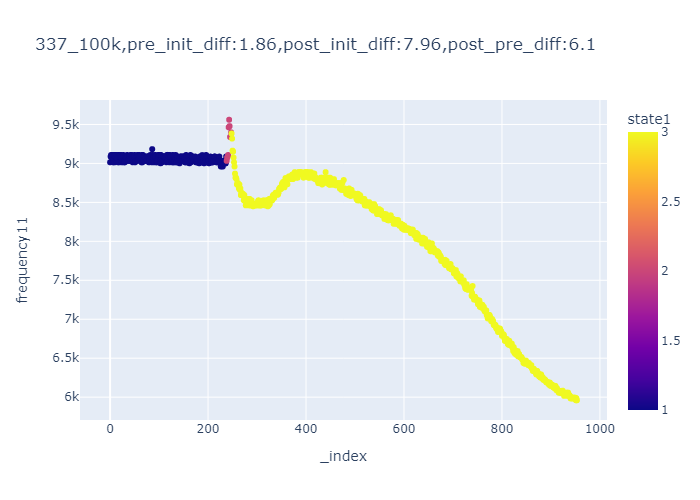 337_100k,pre_init_diff:1.86,post_init_diff:7.96,post_pre_diff:6.1
state1
3
2.5
2
1.5
1
9.5k
9k
8.5k
8k
7.5k
7k
6.5k
6k
frequency11
0 200 400 600 800 1000
_index